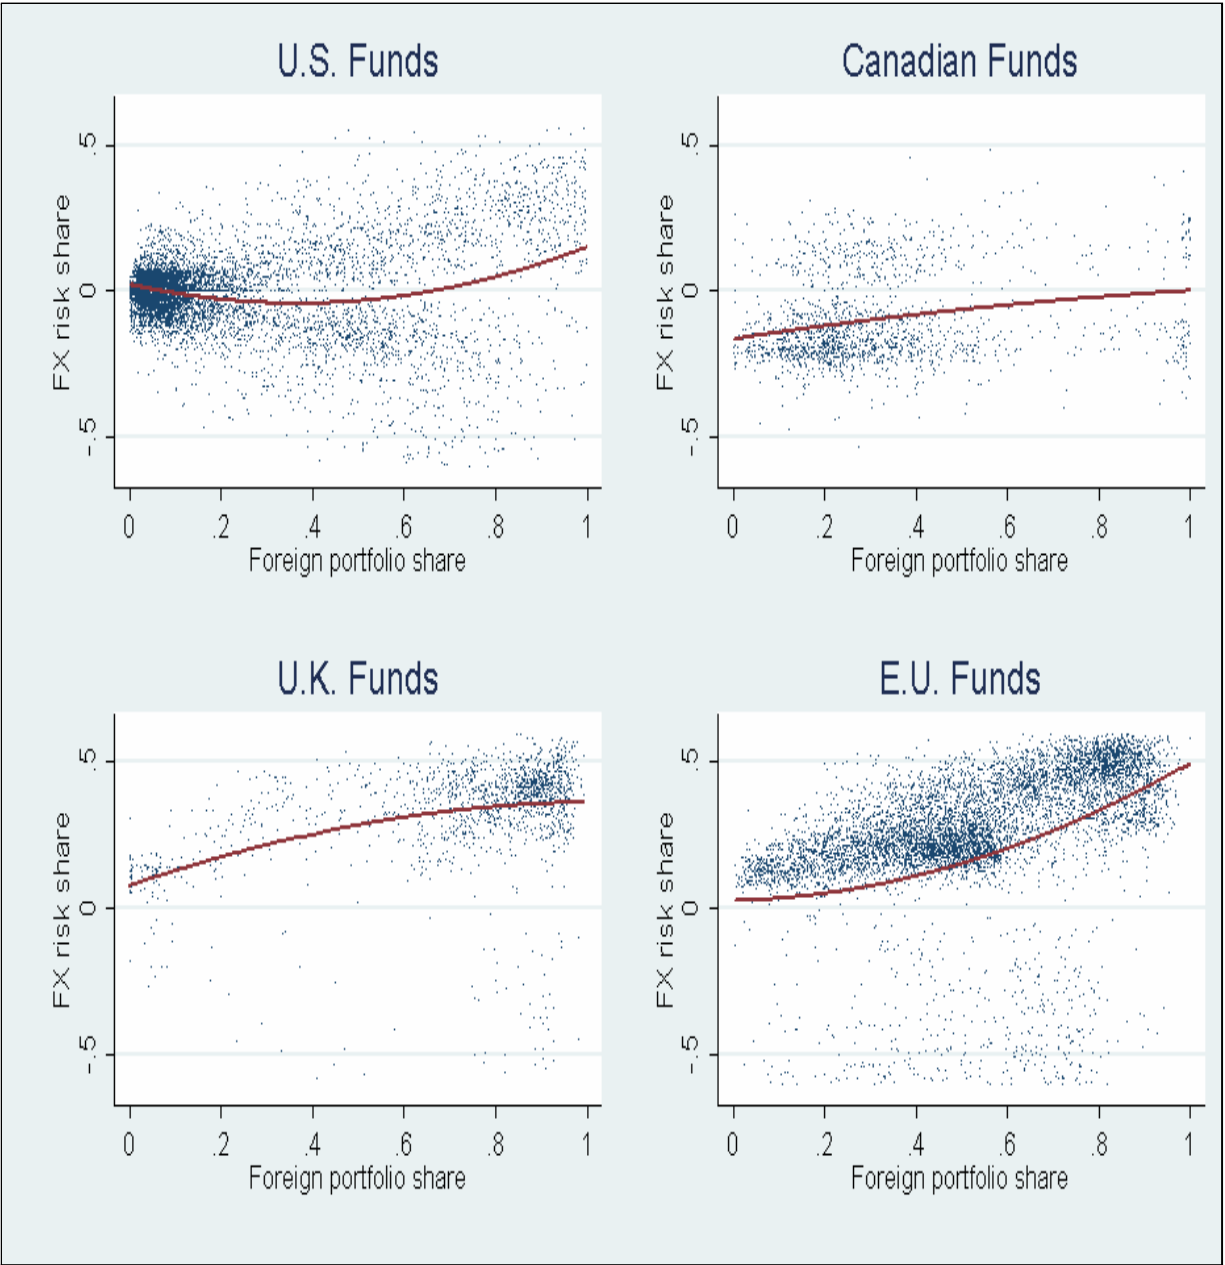 U.S. Funds
FX risk share
.5
0
-.5
0 .2 .4 .6 .8 1
Foreign portfolio share
Canadian Funds
FX risk share
.5
0
-.5
0 .2 .4 .6 .8 1
Foreign portfolio share
U.K. Funds
FX risk share
.5
0
-.5
0 .2 .4 .6 .8 1
Foreign portfolio share
E.U. Funds
FX risk share
.5
0
-.5
0 .2 .4 .6 .8 1
Foreign portfolio share